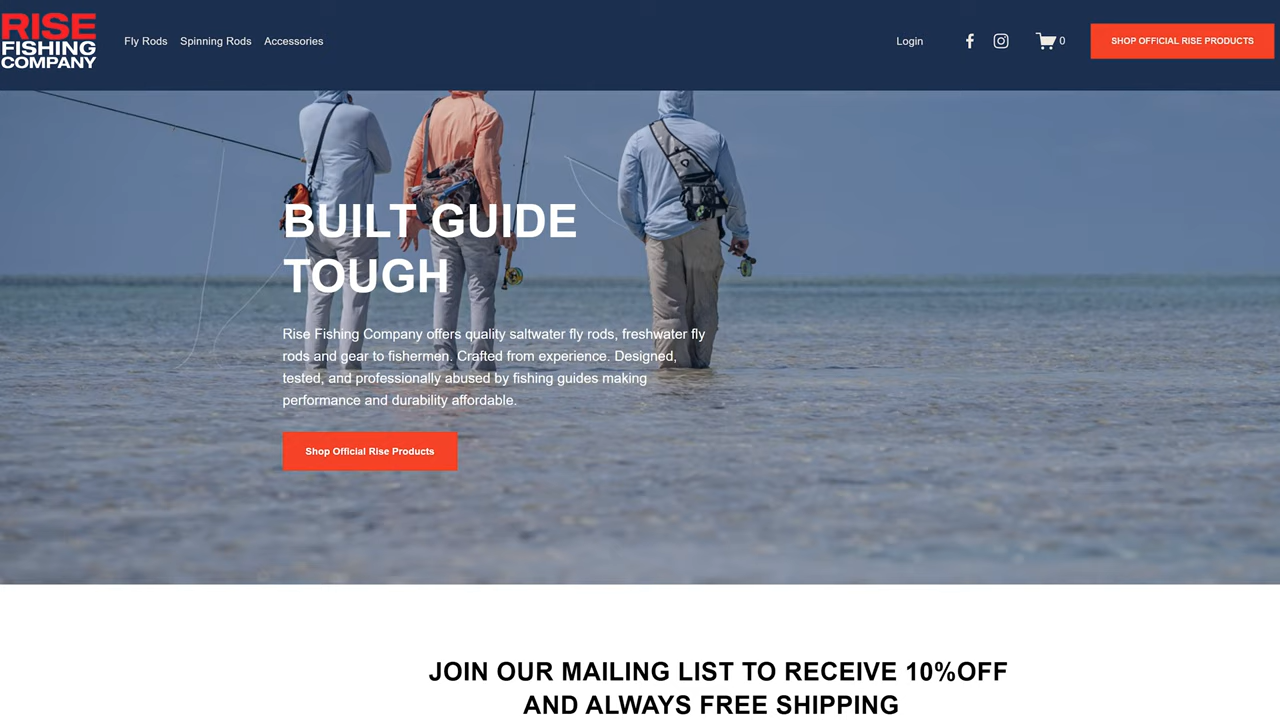 RISE
FISHING
COMPANY
Fly Rods Spinning Rods Accessories
Login
0
SHOP OFFICIAL RISE PRODUCTS
BUILT GUIDE
TOUGH
Rise Fishing Company offers quality saltwater fly rods, freshwater fly
rods and gear to fishermen. Crafted from experience. Designed,
tested, and professionally abused by fishing guides making
performance and durability affordable.
Shop Official Rise Products
JOIN OUR MAILING LIST TO RECEIVE 10%OFF
AND ALWAYS FREE SHIPPING